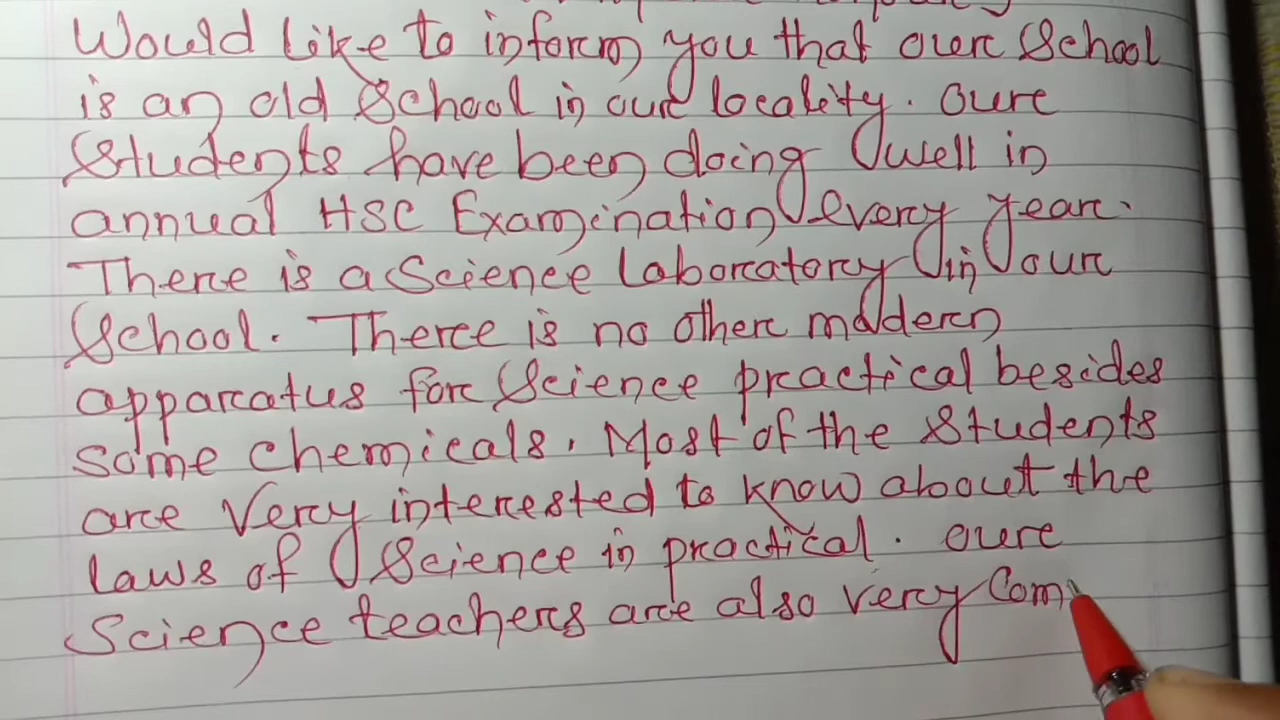 Would like to inform you that our School
is an old School in our locality. Our
Students have been doing well in
annual HSC Examination every year.
There is a Science Laboratory in our
School. There is no other modern
apparatus for Science practical besides
some chemicals. Most of the Students
are Very interested to know about the
laws of Science in practical. Our
Science teachers are also very Com